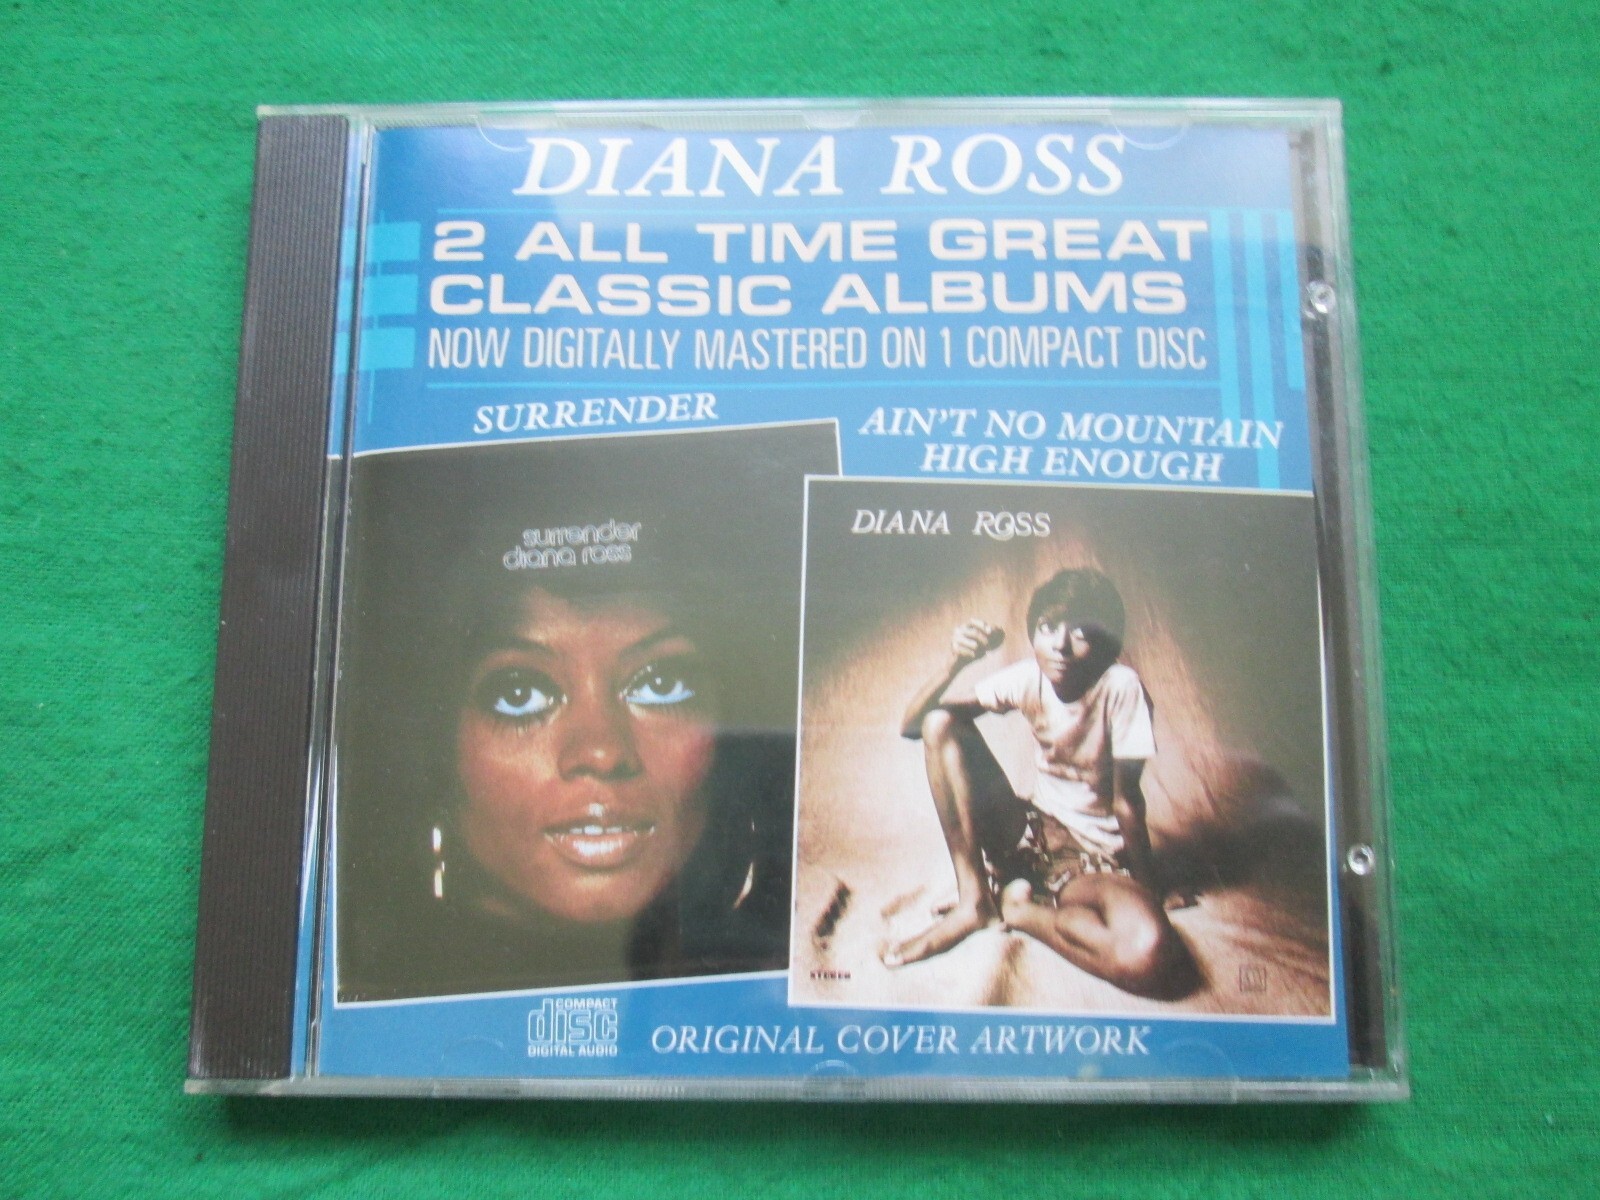 DIANA ROSS
2 ALL TIME GREAT
CLASSIC ALBUMS
NOW DIGITALLY MASTERED ON 1 COMPACT DISC
SURRENDER
AIN'T NO MOUNTAIN
HIGH ENOUGH
surrender
diana ross
DIANA ROSS
STEREO
COMPACT
disc
DIGITAL AUDIO
ORIGINAL COVER ARTWORK